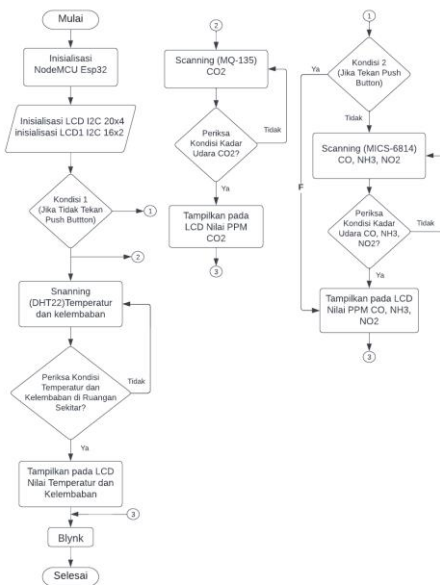 Mulai
Inisialisasi
NodeMCU Esp32
Inisialisasi LCD I2C 20x4
inisialisasi LCD1 I2C 16x2
Kondisi 1
(Jika Tidak Tekan
Push Buttton)
1
2
Snanning
(DHT22)Temperatur
dan kelembaban
Periksa Kondisi
Temperatur dan
Kelembaban di Ruangan
Sekitar?
Tidak
Ya
Tampilkan pada LCD
Nilai Temperatur dan
Kelembaban
3
Blynk
Selesai
2
Scanning (MQ-135)
CO2
Periksa
Kondisi Kadar
Udara CO2?
Tidak
Ya
Tampilkan pada
LCD Nilai PPM
CO2
3
1
Kondisi 2
(Jika Tekan Push
Button)
Ya
Tidak
F
Scanning (MICS-6814)
CO, NH3, NO2
Periksa
Kondisi Kadar
Udara CO, NH3,
NO2?
Tidak
Ya
Tampilkan pada LCD
Nilai PPM CO, NH3,
NO2
3